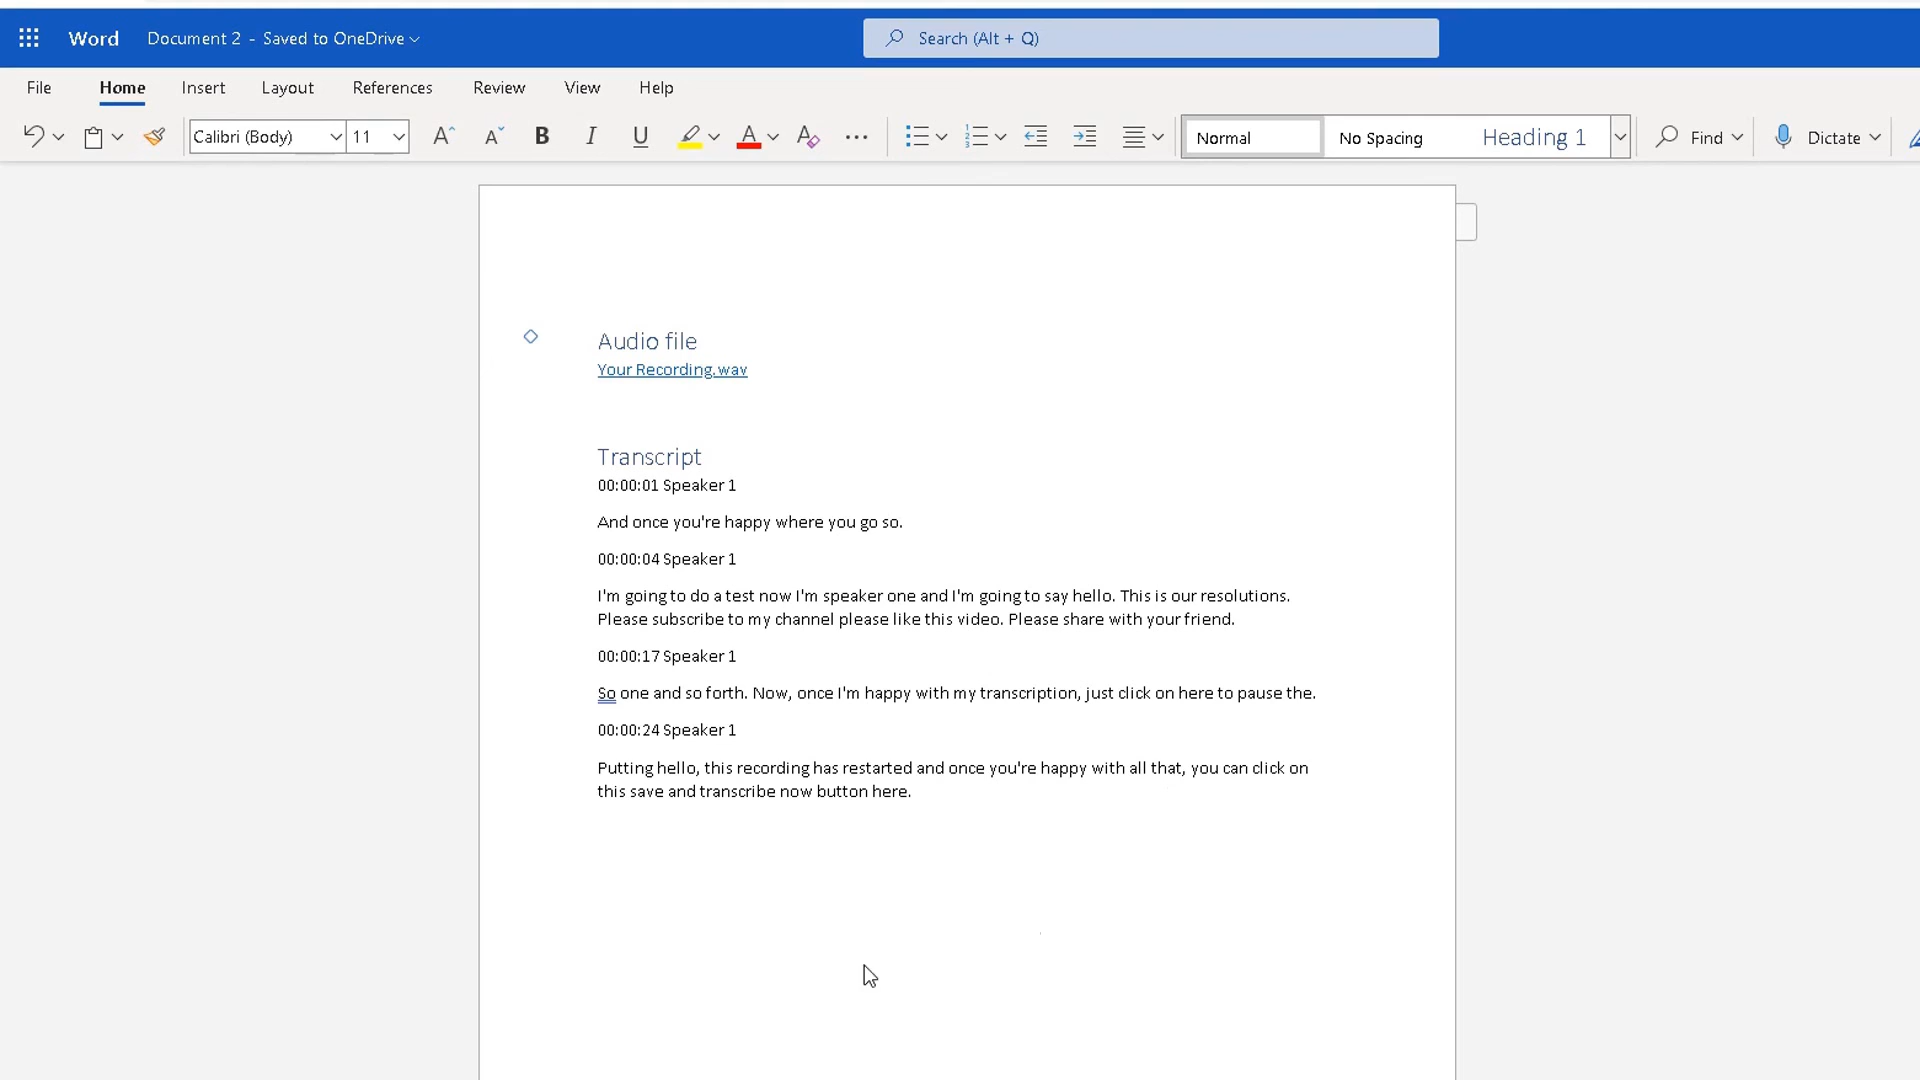 Word Document 2 - Saved to OneDrive Search (Alt + Q)
File Home Insert Layout References Review View Help
Calibri (Body) 11 A A B I U A A Normal No Spacing Heading 1 Find Dictate
Audio file
Your Recording.wav
Transcript
00:00:01 Speaker 1
And once you're happy where you go so.
00:00:04 Speaker 1
I'm going to do a test now I'm speaker one and I'm going to say hello. This is our resolutions.
Please subscribe to my channel please like this video. Please share with your friend.
00:00:17 Speaker 1
So one and so forth. Now, once I'm happy with my transcription, just click on here to pause the.
00:00:24 Speaker 1
Putting hello, this recording has restarted and once you're happy with all that, you can click on
this save and transcribe now button here.